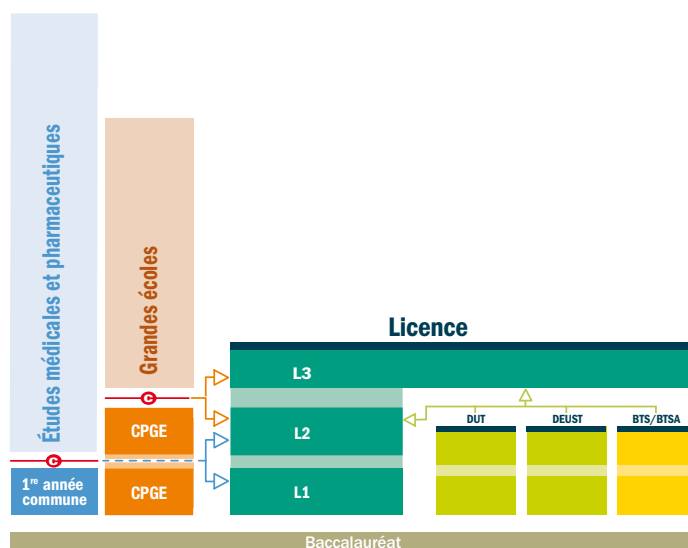 Études médicales et pharmaceutiques
Grandes écoles
Licence
L3
C
DUT
DEUST
BTS/BTSA
CPGE
L2
C
1re année
commune
CPGE
L1
Baccalauréat